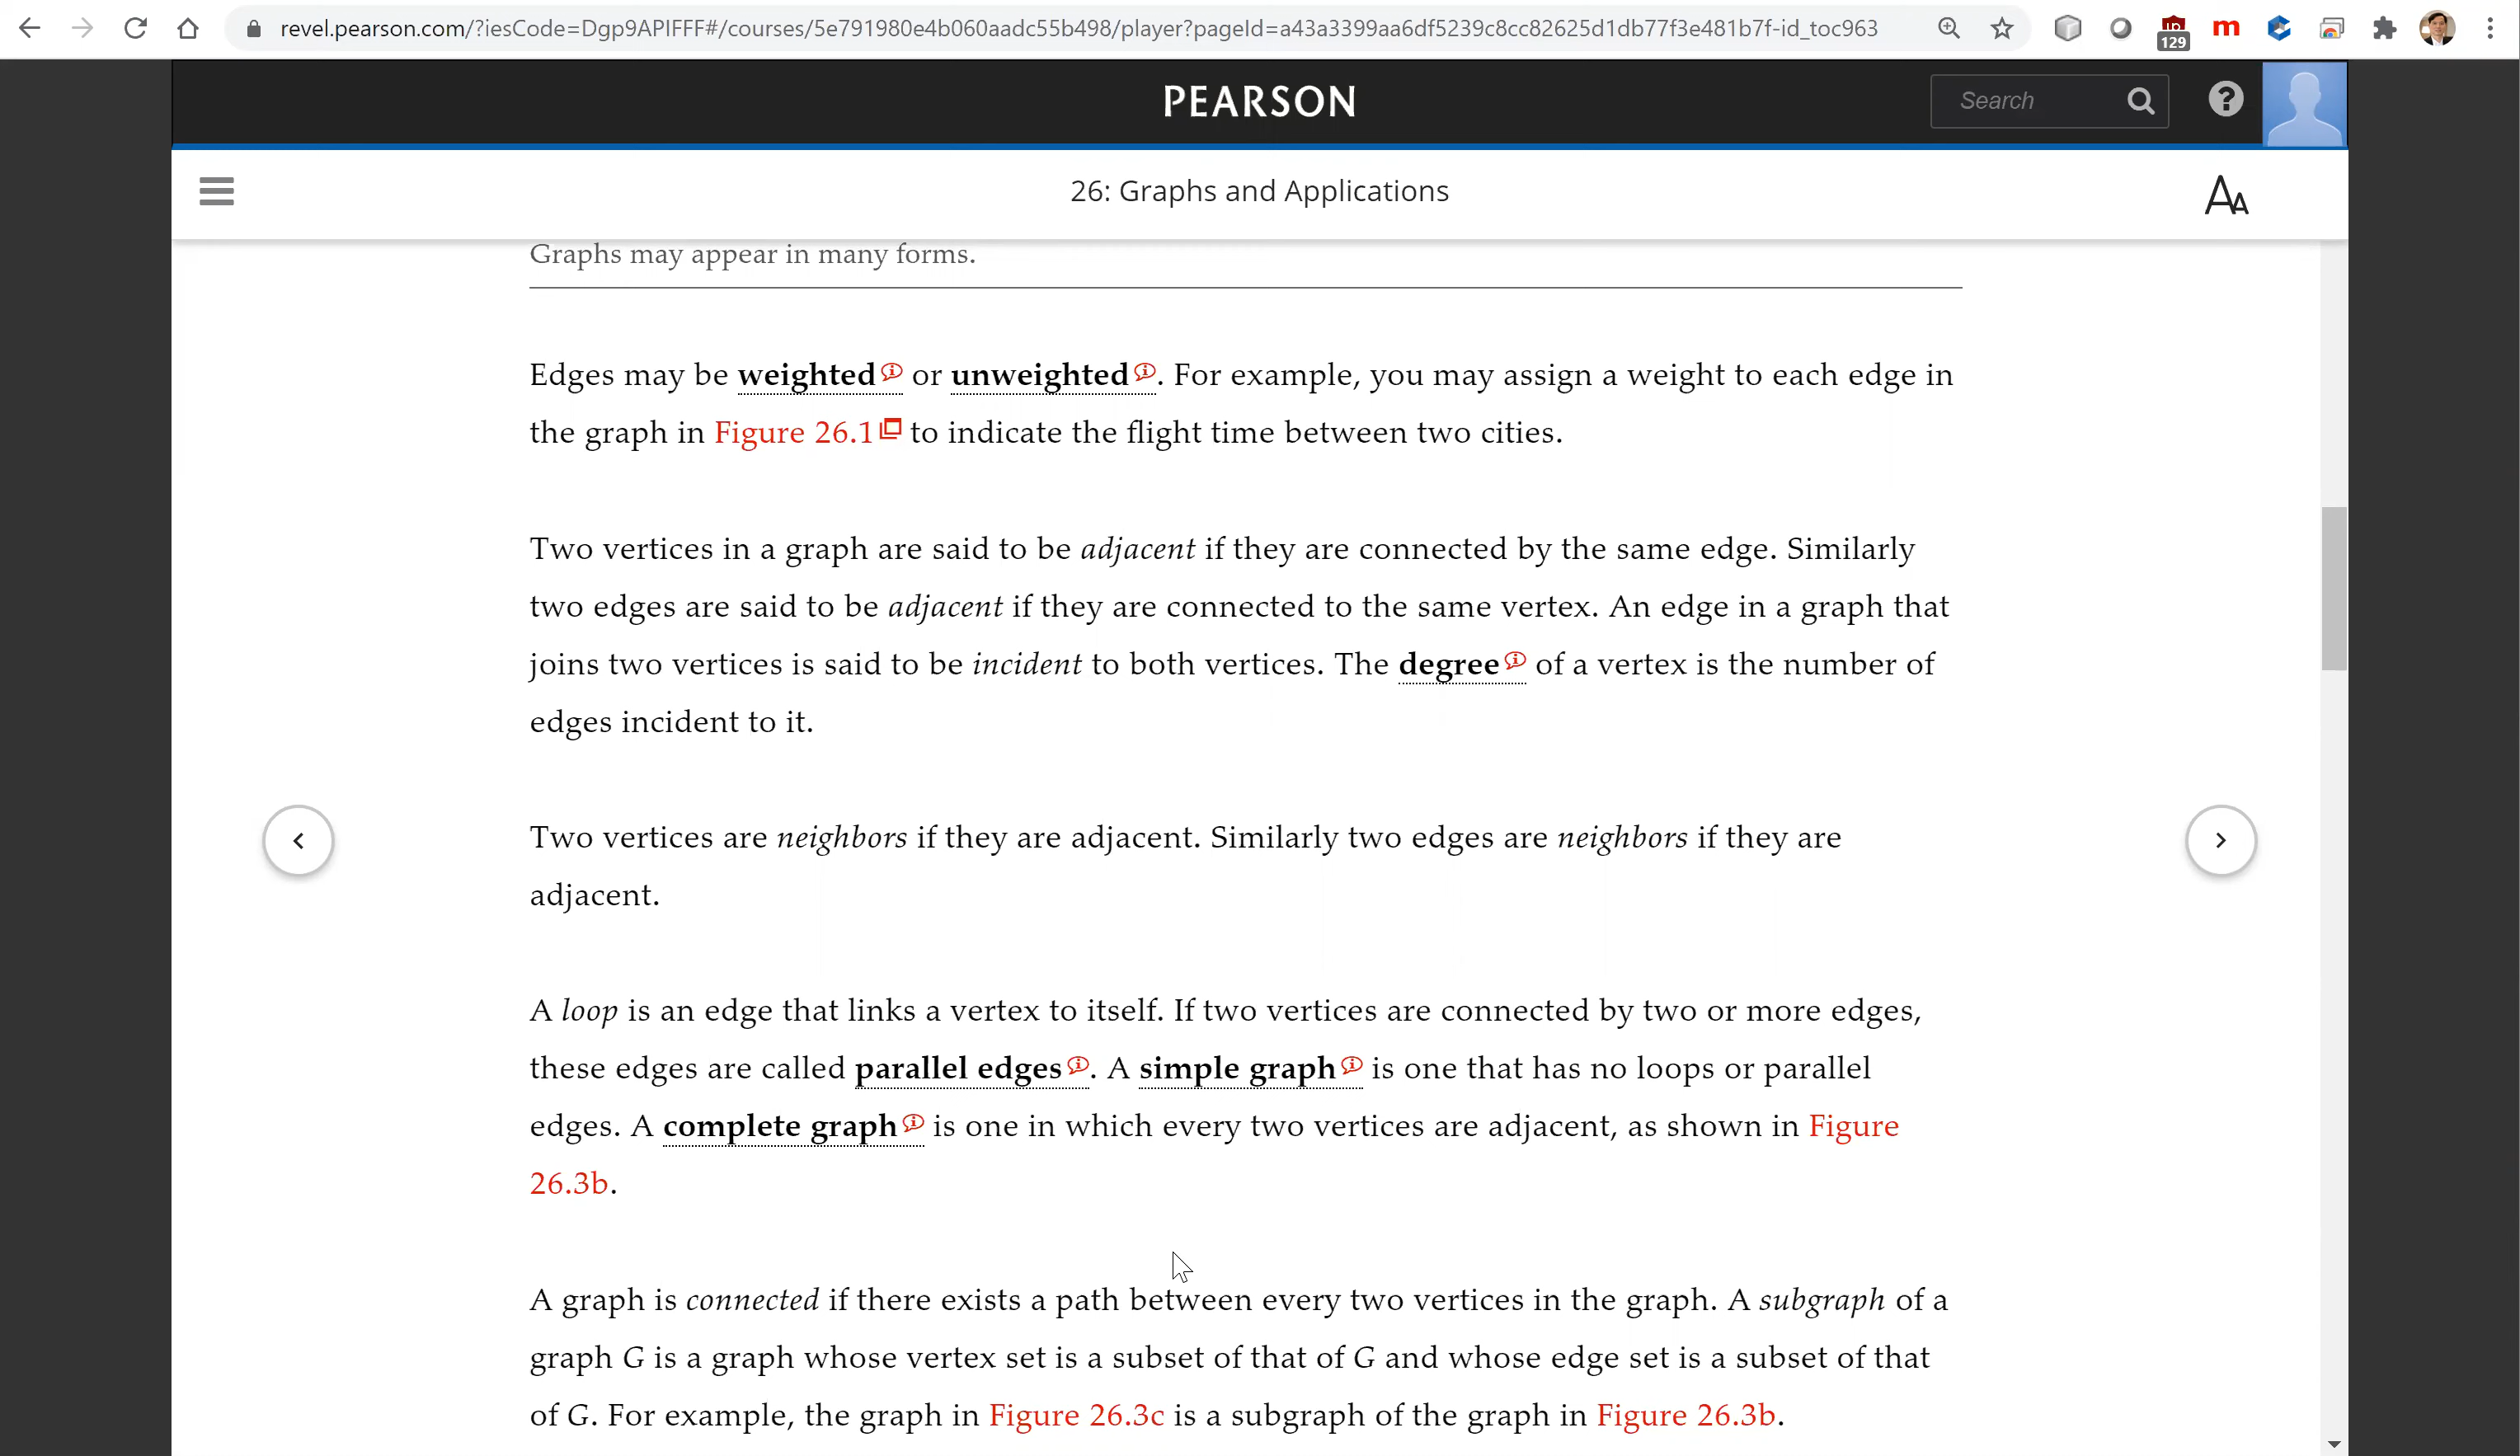 revel.pearson.com/?iesCode=Dgp9APIFFF#/courses/5e791980e4b060aadc55b498/player?pageId=a43a3399aa6df5239c8cc82625d1db77f3e481b7f-id_toc963
129
m
PEARSON
Search
?
26: Graphs and Applications
AA
Graphs may appear in many forms.
Edges may be weighted or unweighted. For example, you may assign a weight to each edge in
the graph in Figure 26.1 to indicate the flight time between two cities.
Two vertices in a graph are said to be adjacent if they are connected by the same edge. Similarly
two edges are said to be adjacent if they are connected to the same vertex. An edge in a graph that
joins two vertices is said to be incident to both vertices. The degree of a vertex is the number of
edges incident to it.
Two vertices are neighbors if they are adjacent. Similarly two edges are neighbors if they are
adjacent.
A loop is an edge that links a vertex to itself. If two vertices are connected by two or more edges,
these edges are called parallel edges. A simple graph is one that has no loops or parallel
edges. A complete graph is one in which every two vertices are adjacent, as shown in Figure
26.3b.
A graph is connected if there exists a path between every two vertices in the graph. A subgraph of a
graph G is a graph whose vertex set is a subset of that of G and whose edge set is a subset of that
of G. For example, the graph in Figure 26.3c is a subgraph of the graph in Figure 26.3b.